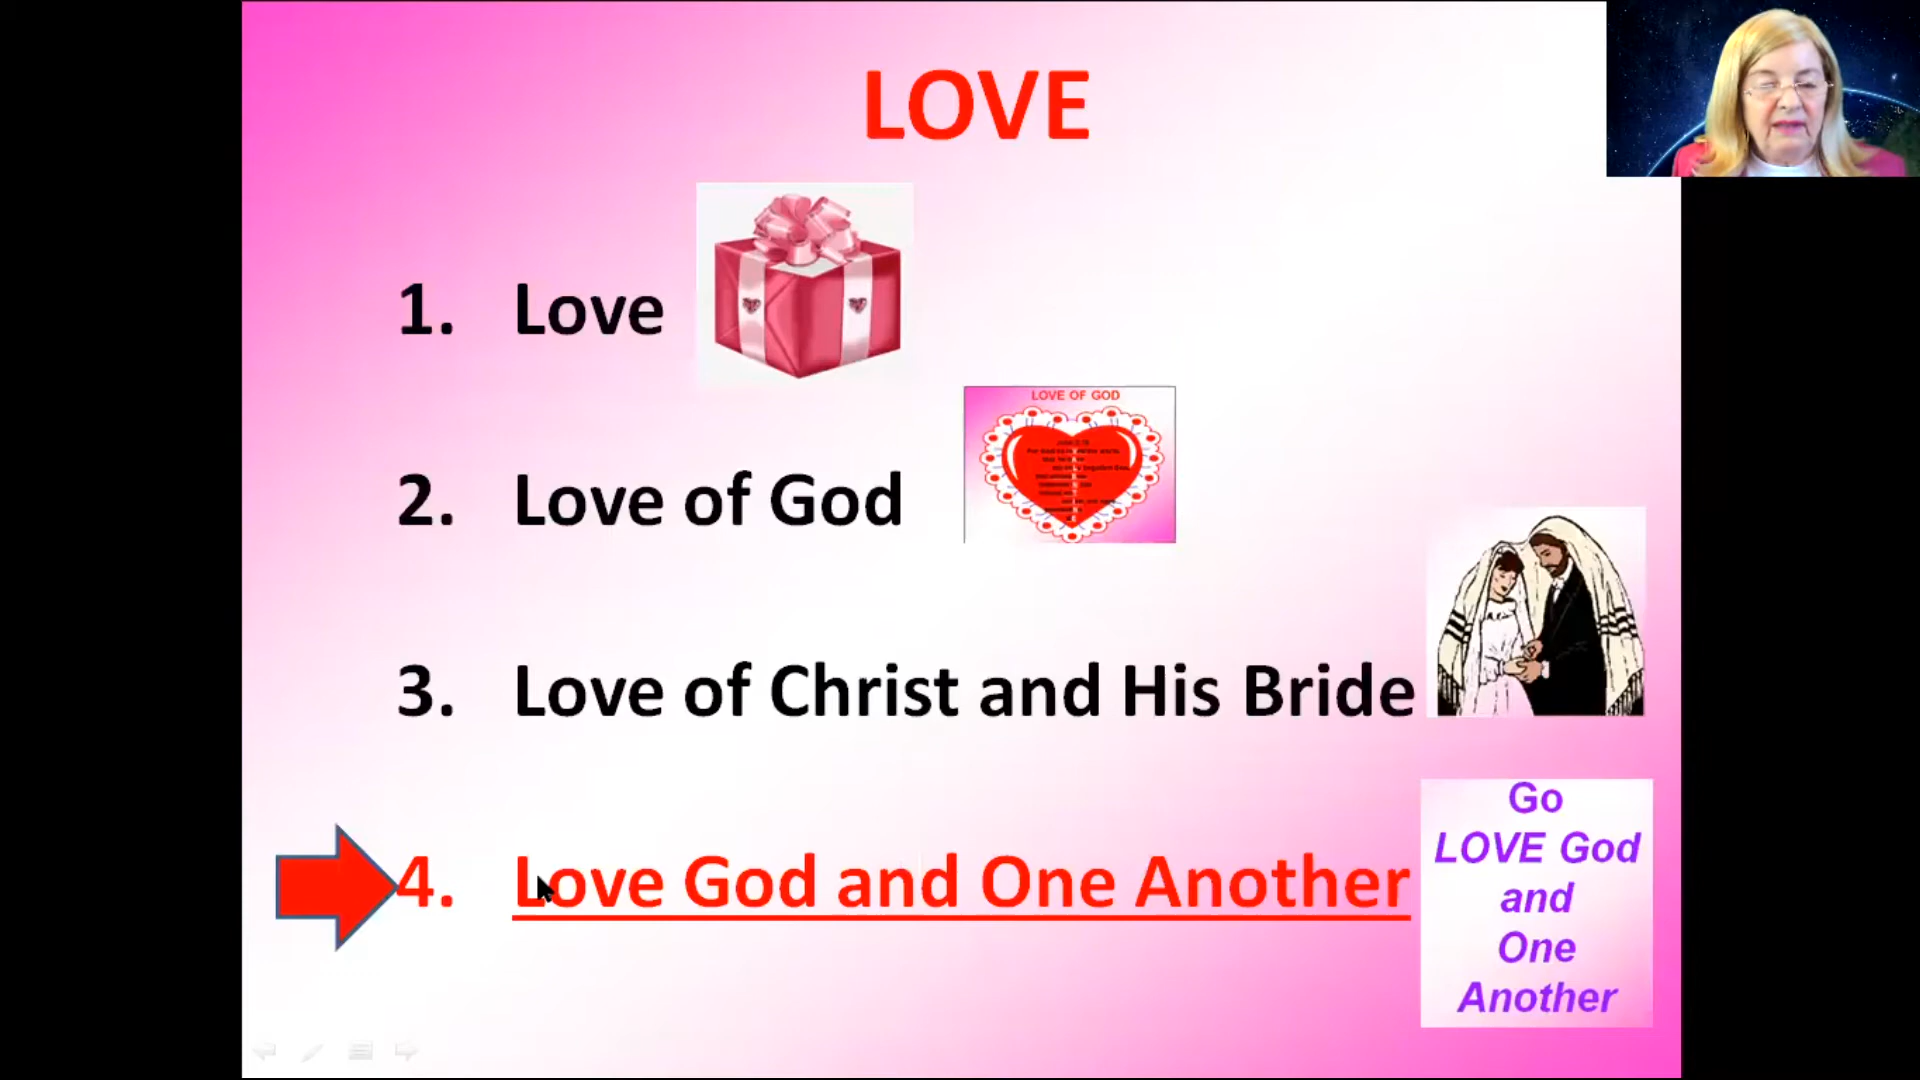 LOVE
1. Love
LOVE OF GOD
2. Love of God
3. Love of Christ and His Bride
4. Love God and One Another
Go
LOVE God
and
One
Another